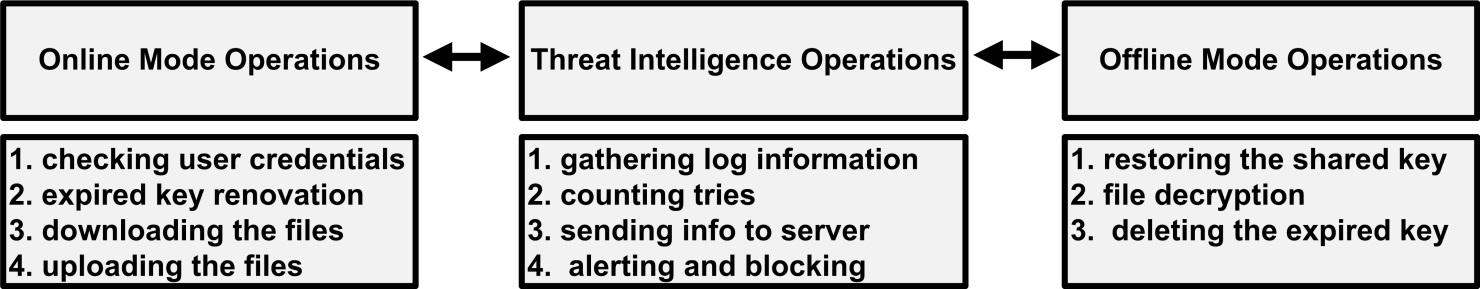 Online Mode Operations
Threat Intelligence Operations
Offline Mode Operations
1. checking user credentials
2. expired key renovation
3. downloading the files
4. uploading the files
1. gathering log information
2. counting tries
3. sending info to server
4. alerting and blocking
1. restoring the shared key
2. file decryption
3. deleting the expired key